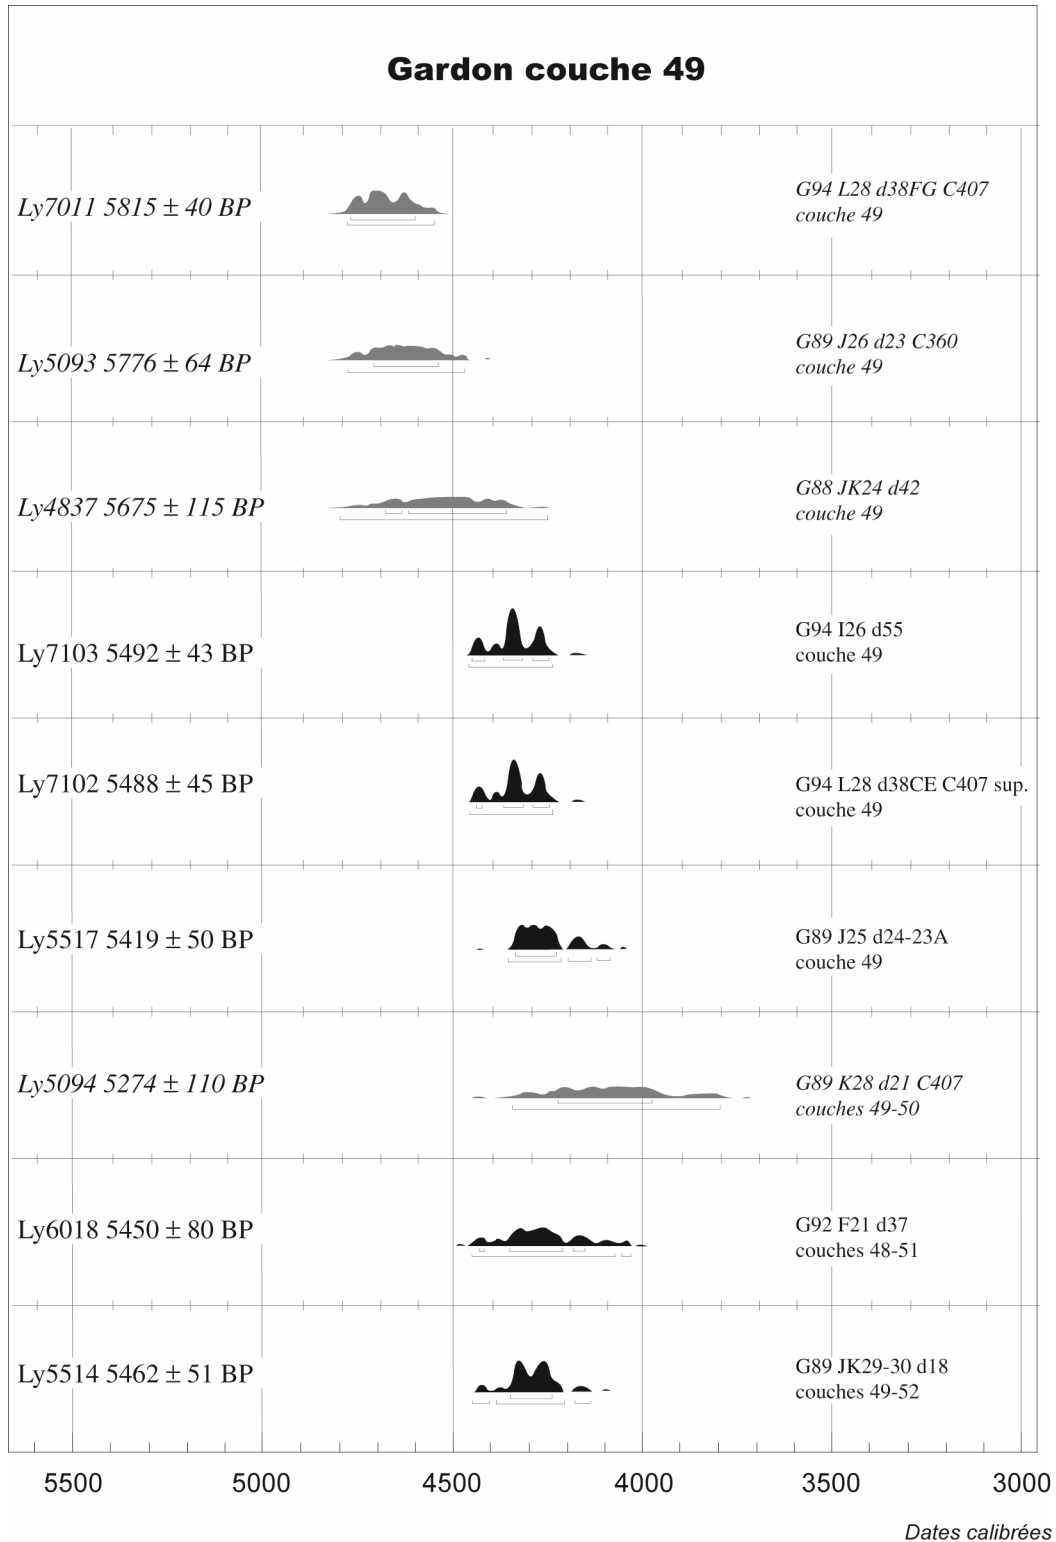 Gardon couche 49
Ly7011 5815 ± 40 BP
G94 L28 d38FG C407
couche 49
Ly5093 5776 ± 64 BP
G89 J26 d23 C360
couche 49
Ly4837 5675 ± 115 BP
G88 JK24 d42
couche 49
Ly7103 5492 ± 43 BP
G94 I26 d55
couche 49
Ly7102 5488 ± 45 BP
G94 L28 d38CE C407 sup.
couche 49
Ly5517 5419 ± 50 BP
G89 J25 d24-23A
couche 49
Ly5094 5274 ± 110 BP
G89 K28 d21 C407
couches 49-50
Ly6018 5450 ± 80 BP
G92 F21 d37
couches 48-51
Ly5514 5462 ± 51 BP
G89 JK29-30 d18
couches 49-52
5500 5000 4500 4000 3500 3000
Dates calibrées